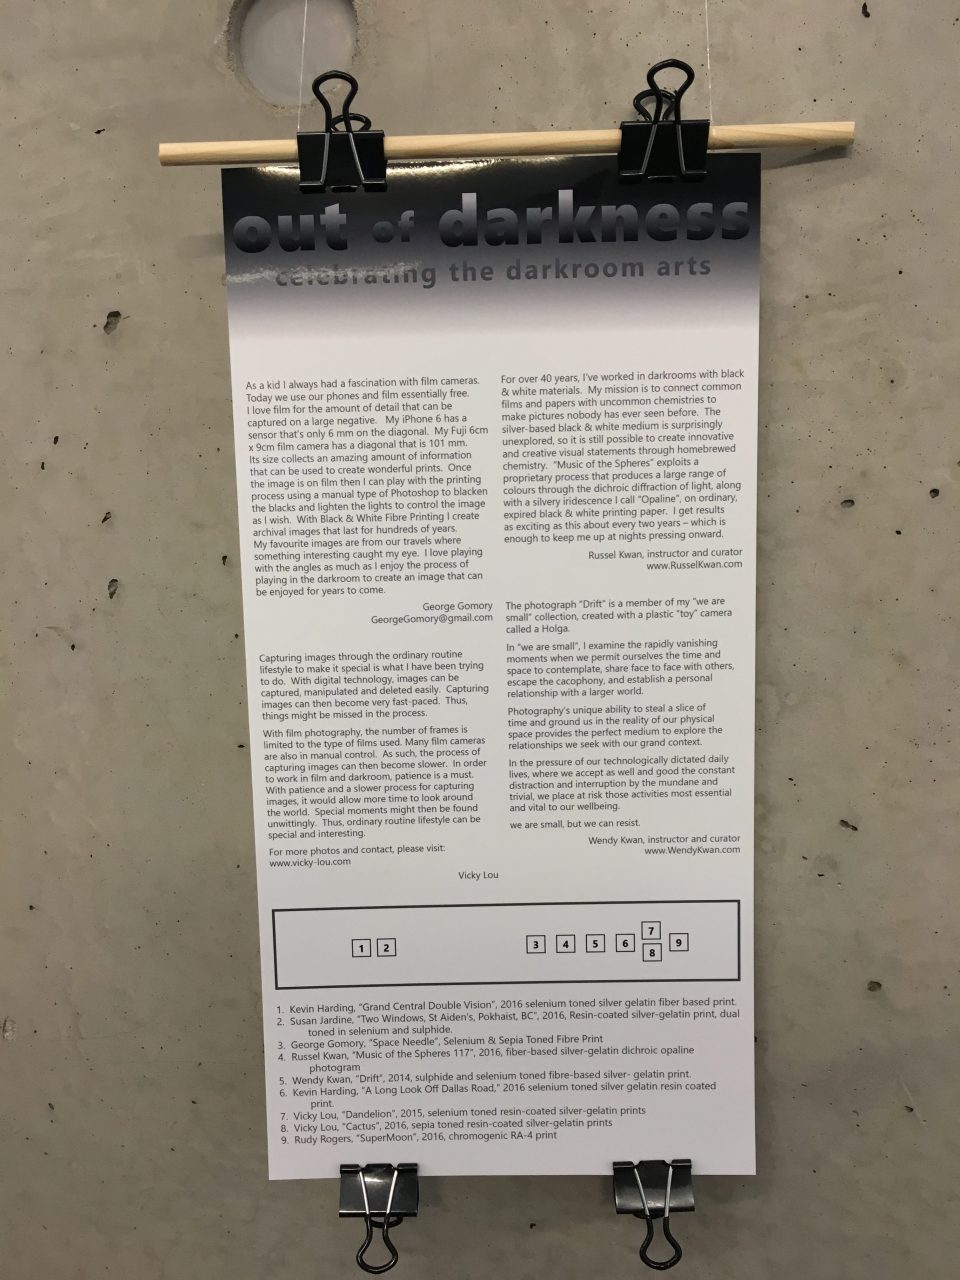 out of darkness
celebrating the darkroom arts
As a kid I always had a fascination with film cameras.
Today we use our phones and film essentially free.
I love film for the amount of detail that can be
captured on a large negative. My iPhone 6 has a
sensor that's only 6 mm on the diagonal. My Fuji 6cm
x 9cm film camera has a diagonal that is 101 mm.
Its size collects an amazing amount of information
that can be used to create wonderful prints. Once
the image is on film then I can play with the printing
process using a manual type of Photoshop to blacken
the blacks and lighten the lights to control the image
as I wish. With Black & White Fibre Printing I create
archival images that last for hundreds of years.
My favourite images are from our travels where
something interesting caught my eye. I love playing
with the angles as much as I enjoy the process of
playing in the darkroom to create an image that can
be enjoyed for years to come.
George Gomory
GeorgeGomory@gmail.com
Capturing images through the ordinary routine
lifestyle to make it special is what I have been trying
to do. With digital technology, images can be
captured, manipulated and deleted easily. Capturing
images can then become very fast-paced. Thus,
things might be missed in the process.
With film photography, the number of frames is
limited to the type of films used. Many film cameras
are also in manual control. As such, the process of
capturing images can then become slower. In order
to work in film and darkroom, patience is a must.
With patience and a slower process for capturing
images, it would allow more time to look around
the world. Special moments might then be found
unwittingly. Thus, ordinary routine lifestyle can be
special and interesting.
For more photos and contact, please visit:
www.vicky-lou.com
Vicky Lou
For over 40 years, I've worked in darkrooms with black
& white materials. My mission is to connect common
films and papers with uncommon chemistries to
make pictures nobody has ever seen before. The
silver-based black & white medium is surprisingly
unexplored, so it is still possible to create innovative
and creative visual statements through homebrewed
chemistry. "Music of the Spheres" exploits a
proprietary process that produces a large range of
colours through the dichroic diffraction of light, along
with a silvery iridescence I call "Opaline", on ordinary,
expired black & white printing paper. I get results
as exciting as this about every two years – which is
enough to keep me up at nights pressing onward.
Russel Kwan, instructor and curator
www.RusselKwan.com
The photograph "Drift" is a member of my "we are
small" collection, created with a plastic "toy" camera
called a Holga.
In "we are small", I examine the rapidly vanishing
moments when we permit ourselves the time and
space to contemplate, share face to face with others,
escape the cacophony, and establish a personal
relationship with a larger world.
Photography's unique ability to steal a slice of
time and ground us in the reality of our physical
space provides the perfect medium to explore the
relationships we seek with our grand context.
In the pressure of our technologically dictated daily
lives, where we accept as well and good the constant
distraction and interruption by the mundane and
trivial, we place at risk those activities most essential
and vital to our wellbeing.
we are small, but we can resist.
Wendy Kwan, instructor and curator
www.WendyKwan.com
1 2 3 4 5 6 7 8 9
1. Kevin Harding, "Grand Central Double Vision", 2016 selenium toned silver gelatin fiber based print.
2. Susan Jardine, "Two Windows, St Aiden's, Pokhaist, BC", 2016, Resin-coated silver-gelatin print, dual
toned in selenium and sulphide.
3. George Gomory, "Space Needle", Selenium & Sepia Toned Fibre Print
4. Russel Kwan, "Music of the Spheres 117", 2016, fiber-based silver-gelatin dichroic opaline
photogram
5. Wendy Kwan, "Drift", 2014, sulphide and selenium toned fibre-based silver- gelatin print.
6. Kevin Harding, "A Long Look Off Dallas Road," 2016 selenium toned silver gelatin resin coated
print.
7. Vicky Lou, "Dandelion", 2015, selenium toned resin-coated silver-gelatin prints
8. Vicky Lou, "Cactus", 2016, sepia toned resin-coated silver-gelatin prints
9. Rudy Rogers, "SuperMoon", 2016, chromogenic RA-4 print